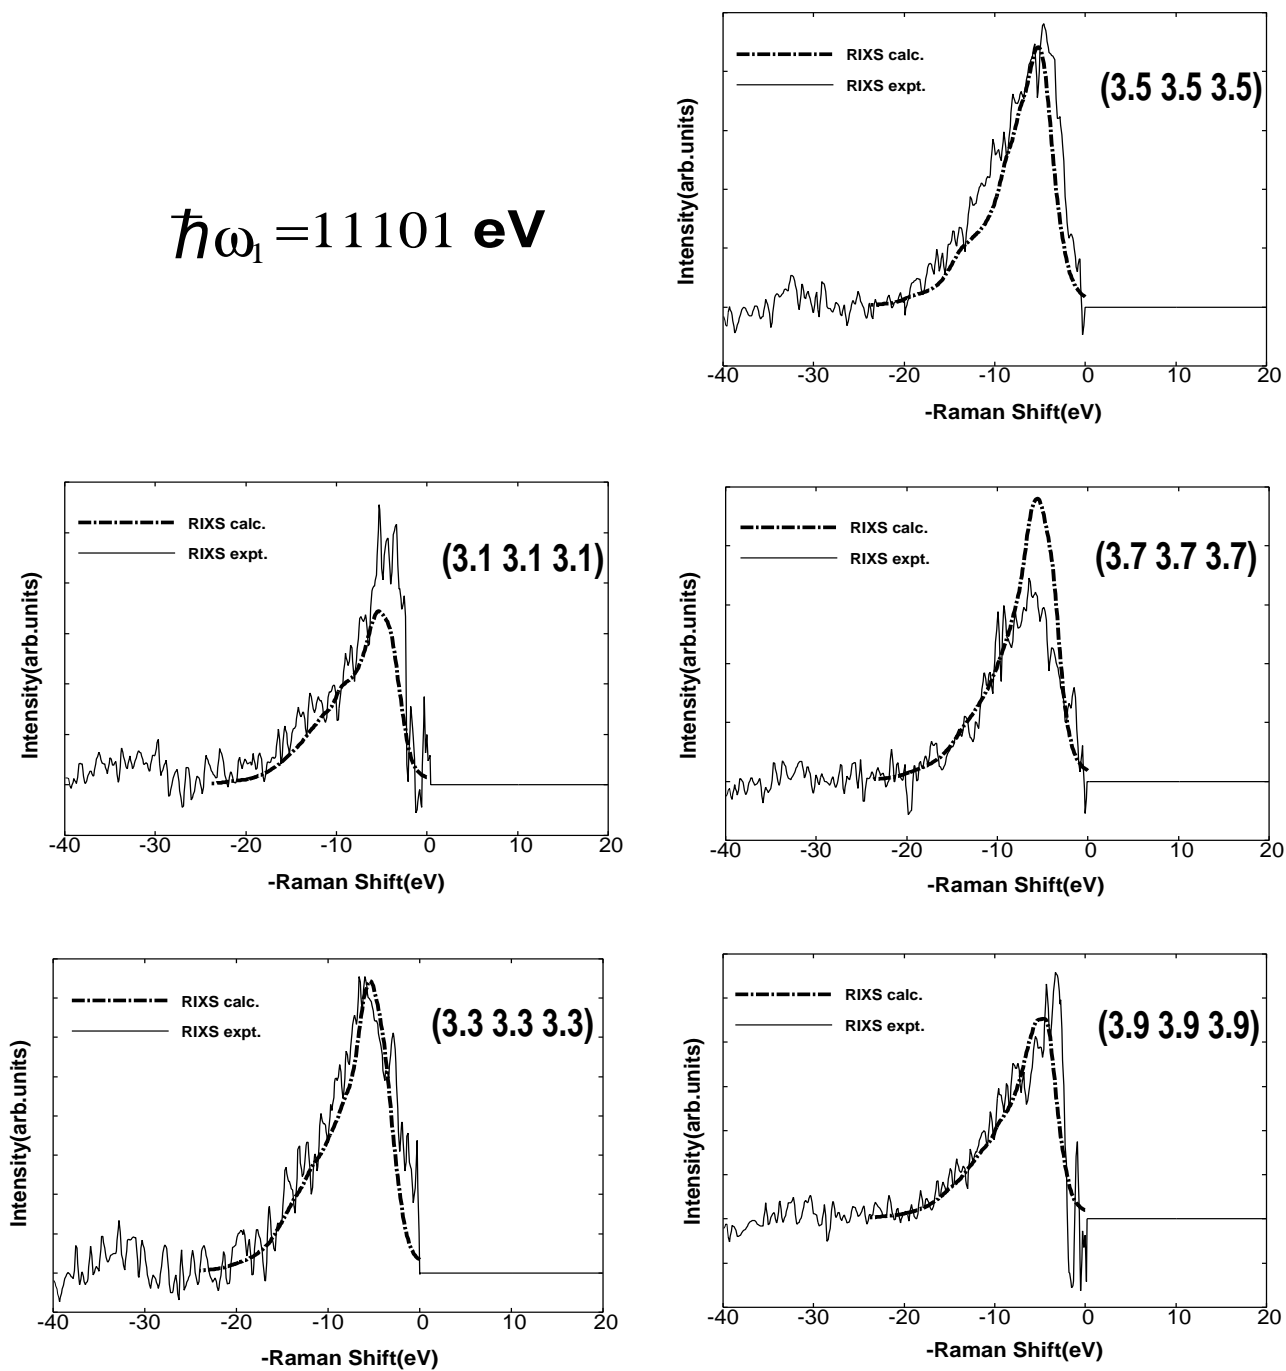 ħω₁=11101 eV
RIXS calc.
RIXS expt.
(3.5 3.5 3.5)
Intensity(arb.units)
-40 -30 -20 -10 0 10 20
-Raman Shift(eV)
RIXS calc.
RIXS expt.
(3.1 3.1 3.1)
Intensity(arb.units)
-40 -30 -20 -10 0 10 20
-Raman Shift(eV)
RIXS calc.
RIXS expt.
(3.7 3.7 3.7)
Intensity(arb.units)
-40 -30 -20 -10 0 10 20
-Raman Shift(eV)
RIXS calc.
RIXS expt.
(3.3 3.3 3.3)
Intensity(arb.units)
-40 -30 -20 -10 0 10 20
-Raman Shift(eV)
RIXS calc.
RIXS expt.
(3.9 3.9 3.9)
Intensity(arb.units)
-40 -30 -20 -10 0 10 20
-Raman Shift(eV)